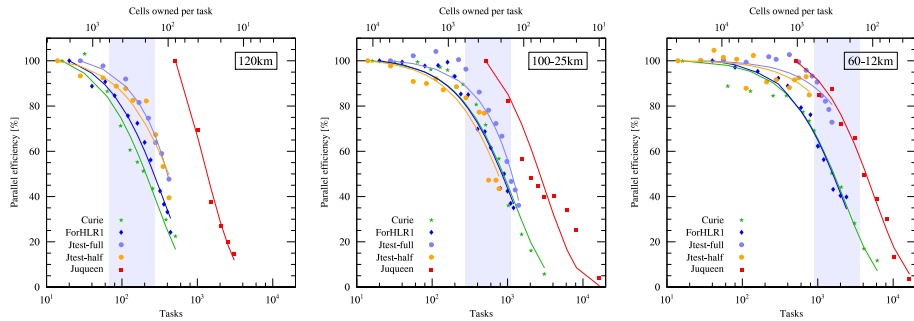 Cells owned per task
10³ 10² 10¹
120km
Parallel efficiency [%]
0 20 40 60 80 100
Curie
ForHLR1
Jtest-full
Jtest-half
Juqueen
10¹ 10² 10³ 10⁴
Tasks
Cells owned per task
10⁴ 10³ 10² 10¹
100-25km
Parallel efficiency [%]
0 20 40 60 80 100
Curie
ForHLR1
Jtest-full
Jtest-half
Juqueen
10¹ 10² 10³ 10⁴
Tasks
Cells owned per task
10⁴ 10³ 10²
60-12km
Parallel efficiency [%]
0 20 40 60 80 100
Curie
ForHLR1
Jtest-full
Jtest-half
Juqueen
10¹ 10² 10³ 10⁴
Tasks